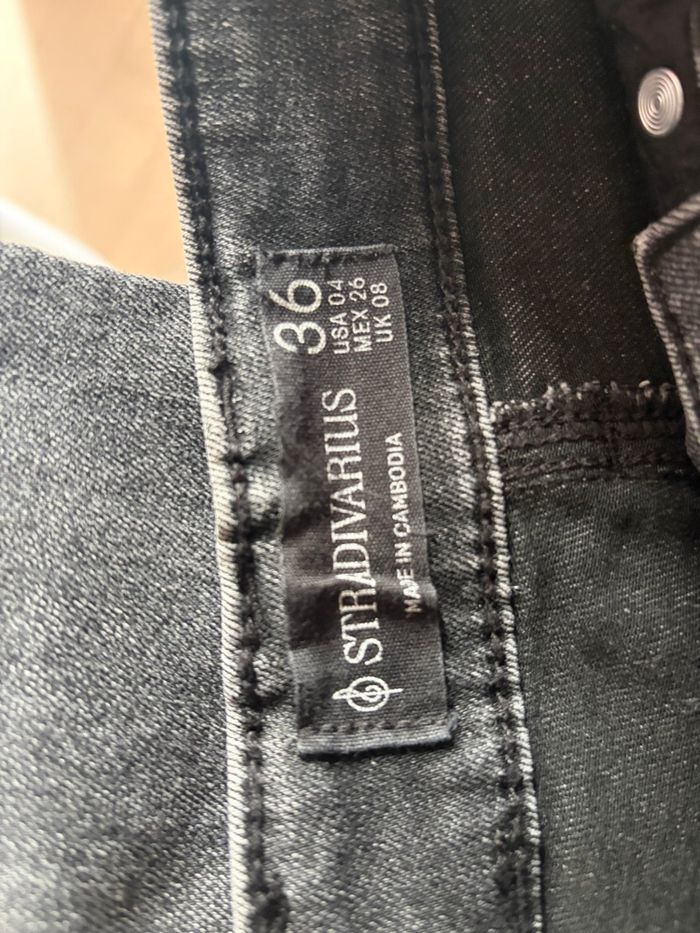 STRADIVARIUS
MADE IN CAMBODIA
36
USA 04
MEX 26
UK 08